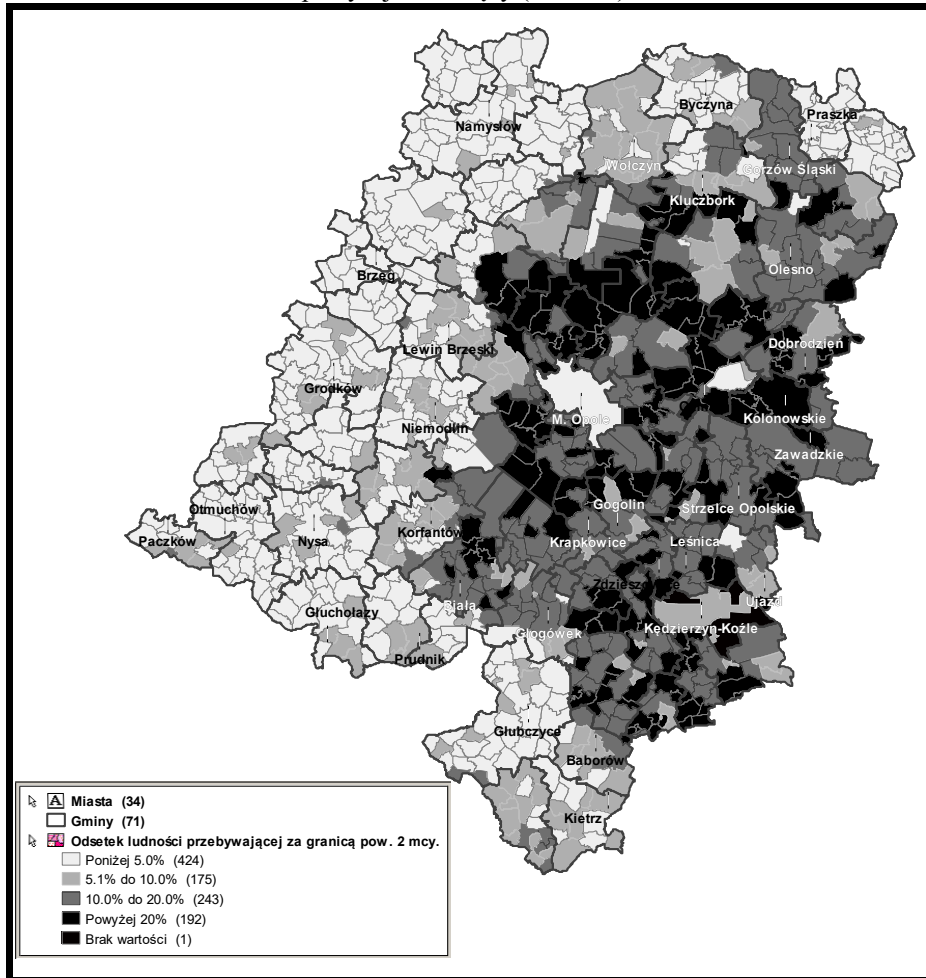 Byczyna
Praszka
Namysłów
Wołczyn
Gorzów Śląski
Kluczbork
Olesno
Brzeg
Dobrodzień
Lewin Brzeski
Grodków
Kolonowskie
M. Opole
Niemodlin
Zawadzkie
Otmuchów
Gogolin
Strzelce Opolskie
Paczków
Nysa
Korfantów
Krapkowice
Leśnica
Zdzieszowice
Głuchołazy
Biała
Ujazd
Głogówek
Kędzierzyn-Koźle
Prudnik
Głubczyce
Baborów
Kietrz
A Miasta (34)
Gminy (71)
Odsetek ludności przebywającej za granicą pow. 2 mcy.
Poniżej 5.0% (424)
5.1% do 10.0% (175)
10.0% do 20.0% (243)
Powyżej 20% (192)
Brak wartości (1)